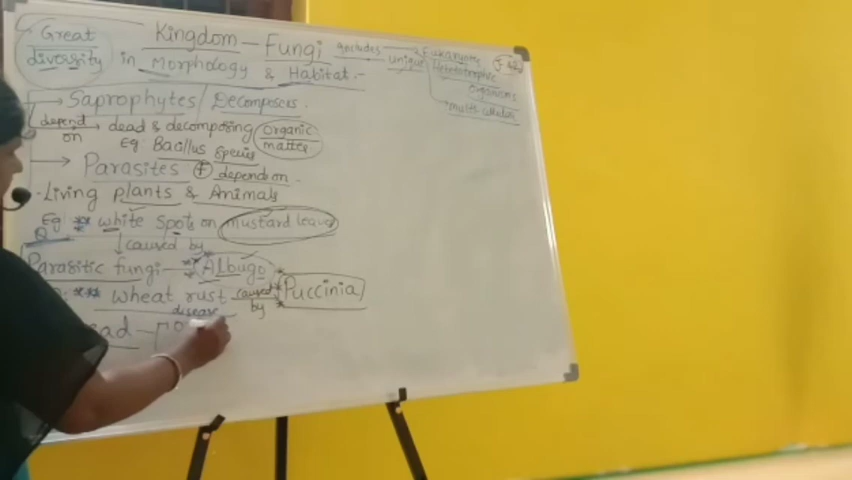 Great
diversity
Kingdom - Fungi
includes
Eukaryotic
unique
Heterotrophic
organisms
multicellular
in Morphology & Habitat -
Saprophytes / Decomposers.
depend on
dead & decomposing organic matter.
Eg: Bacillus species
Parasites F depend on -
- Living plants & Animals
Eg: ** white spots on mustard leaves
Q
caused by
Parasitic fungi - Albugo
** wheat rust disease caused by Puccinia
ead -